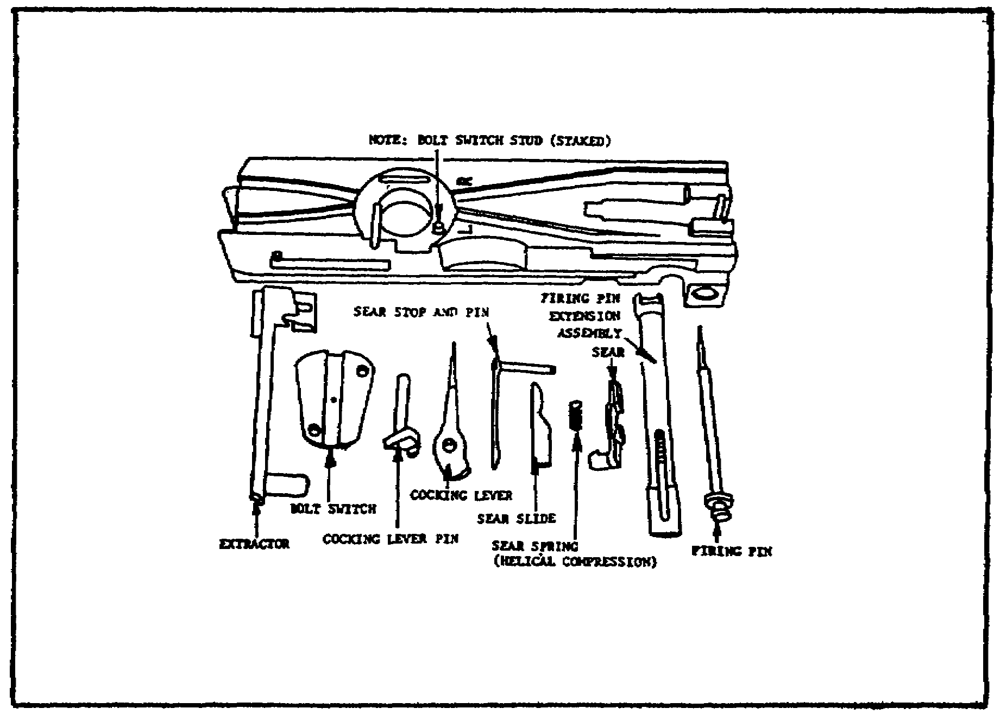 NOTE: BOLT SWITCH STUD (STAKED)
R
L
SEAR STOP AND PIN
FIRING PIN
EXTENSION
ASSEMBLY
SEAR
COCKING LEVER
BOLT SWITCH
SEAR SLIDE
EXTRACTOR
COCKING LEVER PIN
SEAR SPRING
(HELICAL COMPRESSION)
FIRING PIN